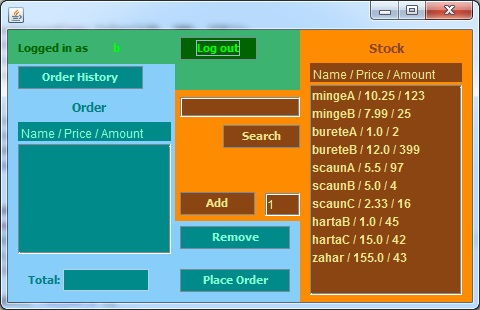 Logged in as b
Log out
Order History
Order
Name / Price / Amount
Total:
Search
Add
1
Remove
Place Order
Stock
Name / Price / Amount
mingeA / 10.25 / 123
mingeB / 7.99 / 25
bureteA / 1.0 / 2
bureteB / 12.0 / 399
scaunA / 5.5 / 97
scaunB / 5.0 / 4
scaunC / 2.33 / 16
hartaB / 1.0 / 45
hartaC / 15.0 / 42
zahar / 155.0 / 43